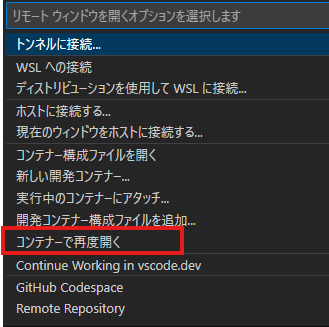 リモート ウィンドウを開くオプションを選択します
トンネルに接続...
WSL への接続
ディストリビューションを使用して WSL に接続...
ホストに接続する...
現在のウィンドウをホストに接続する...
コンテナー構成ファイルを開く
新しい開発コンテナー...
実行中のコンテナーにアタッチ...
開発コンテナー構成ファイルを追加...
コンテナーで再度開く
Continue Working in vscode.dev
GitHub Codespace
Remote Repository